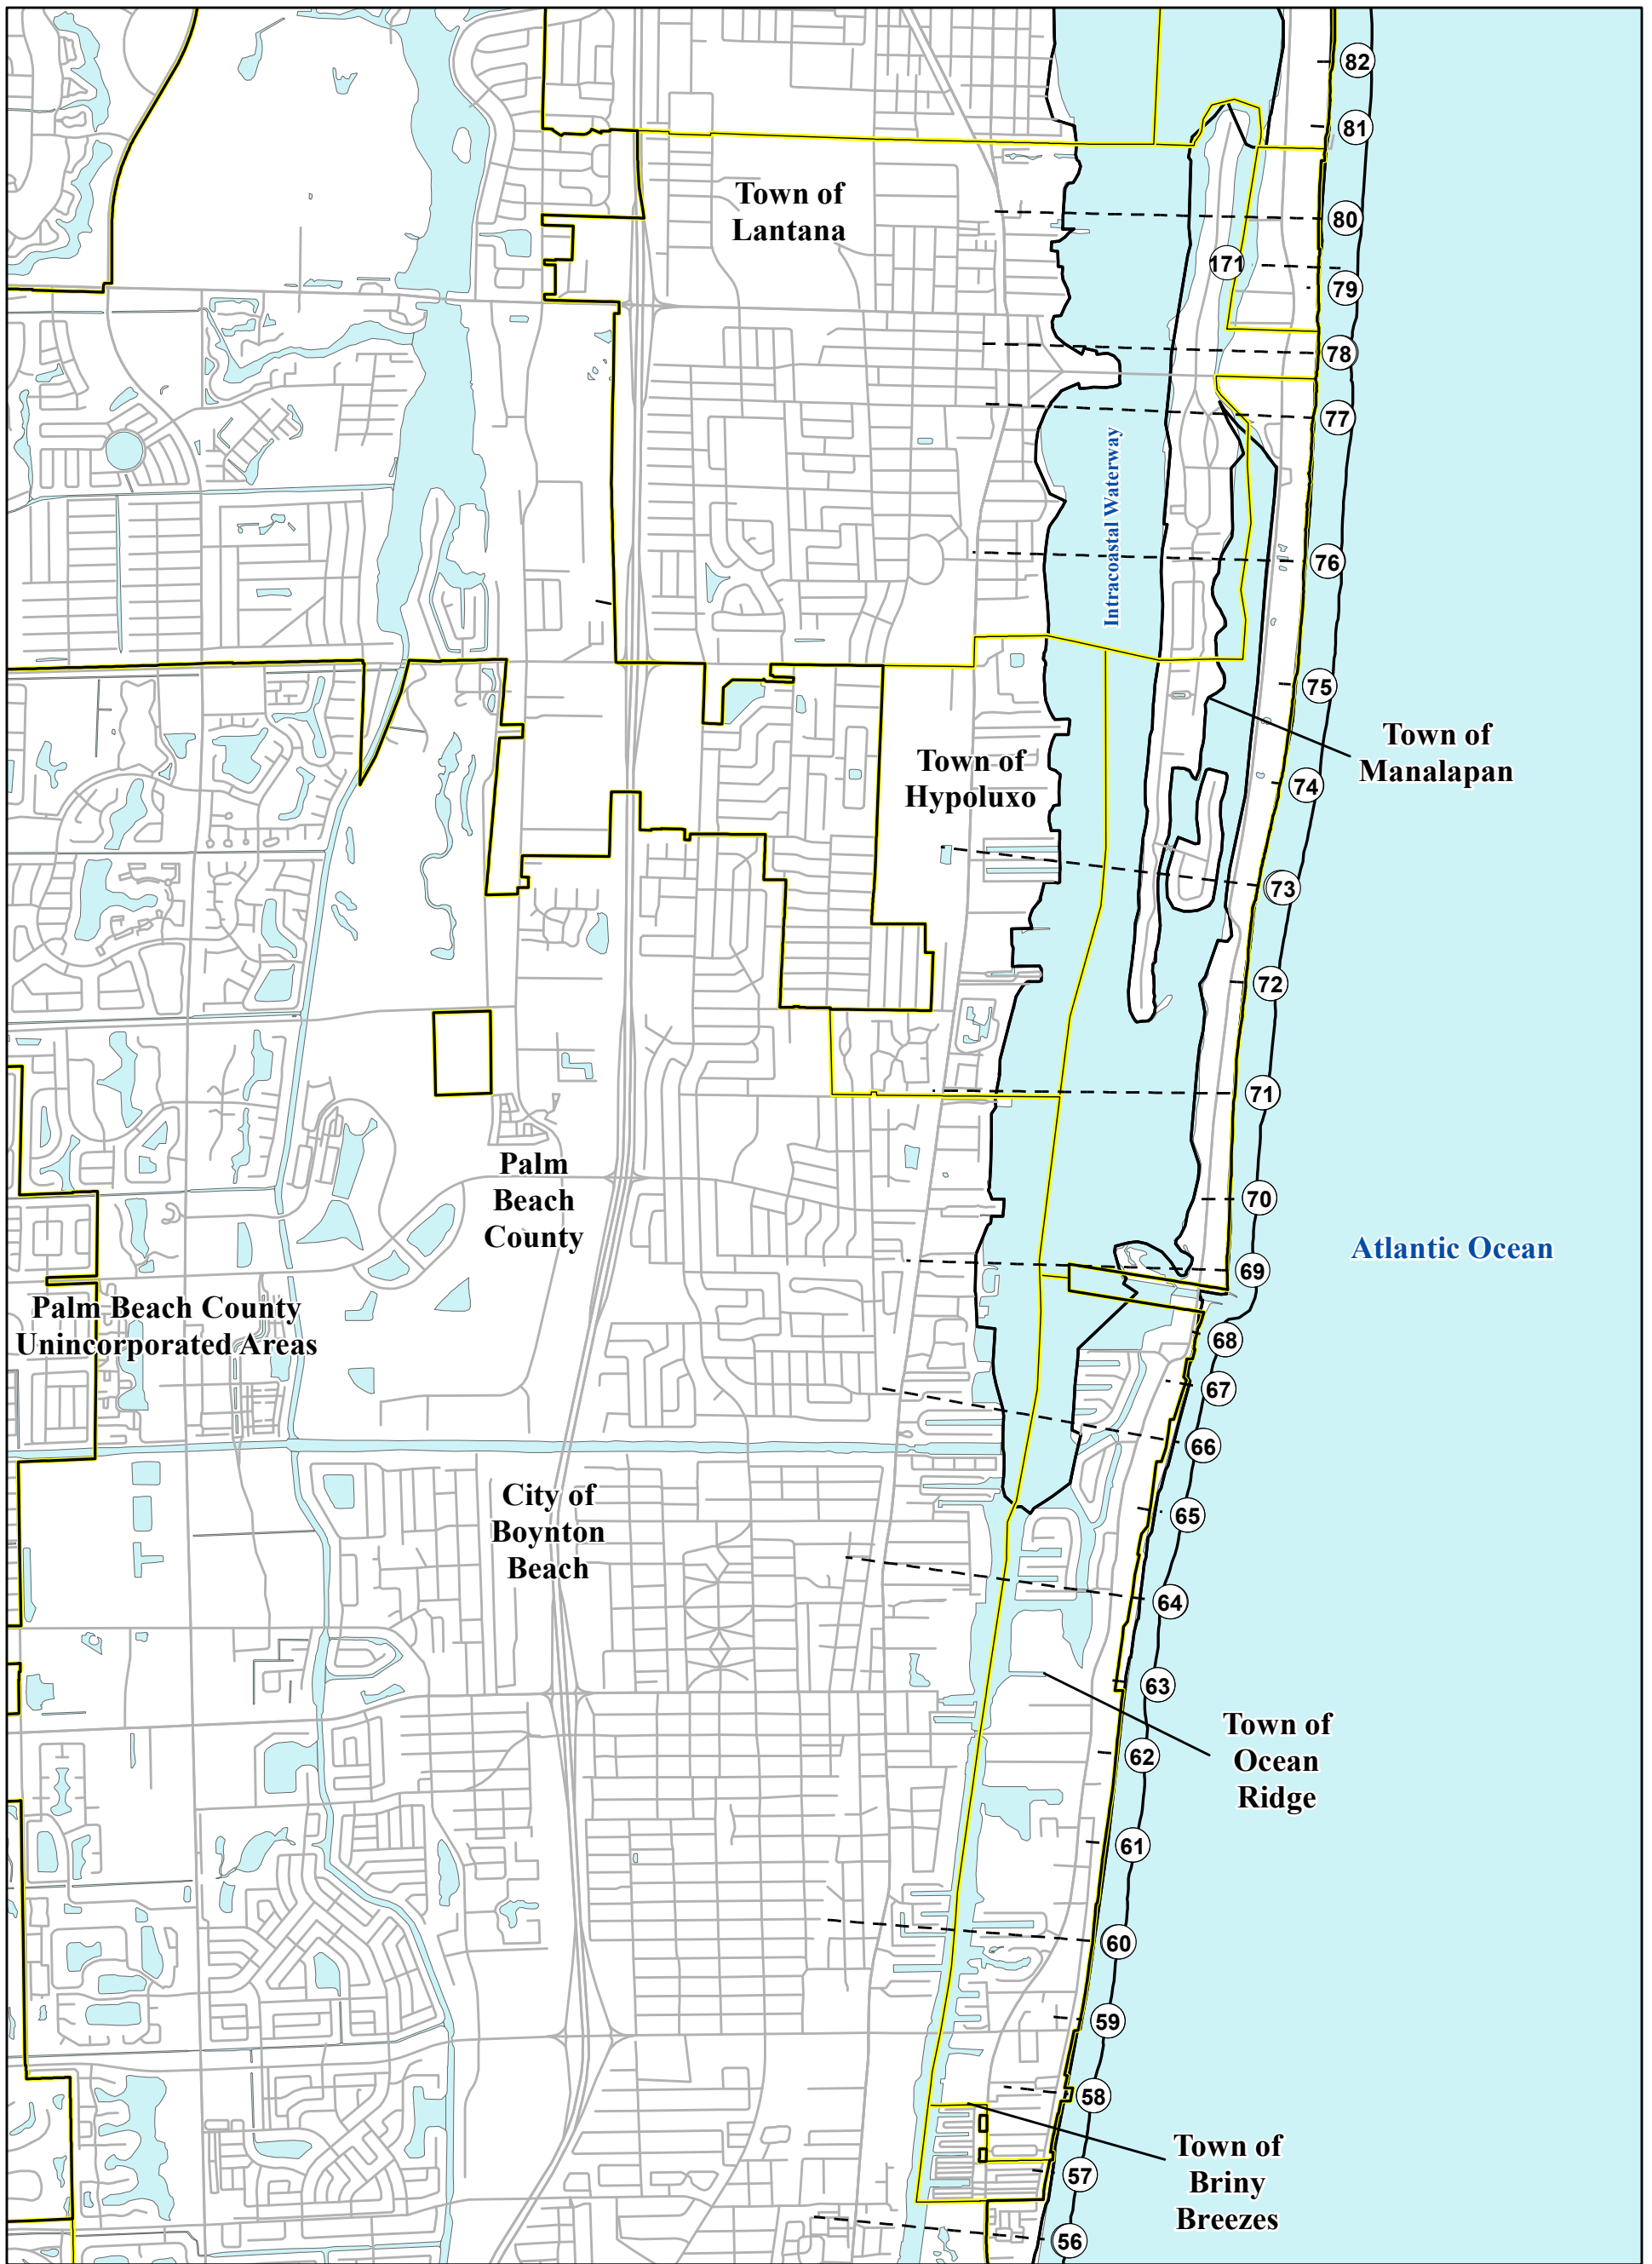 82
81
Town of
Lantana
80
171
79
78
77
Intracoastal Waterway
76
75
Town of
Manalapan
Town of
Hypoluxo
74
73
72
71
Palm
Beach
County
70
Atlantic Ocean
69
Palm Beach County
Unincorporated Areas
68
67
66
City of
Boynton
Beach
65
64
63
Town of
Ocean
Ridge
62
61
60
59
58
Town of
Briny
Breezes
57
56